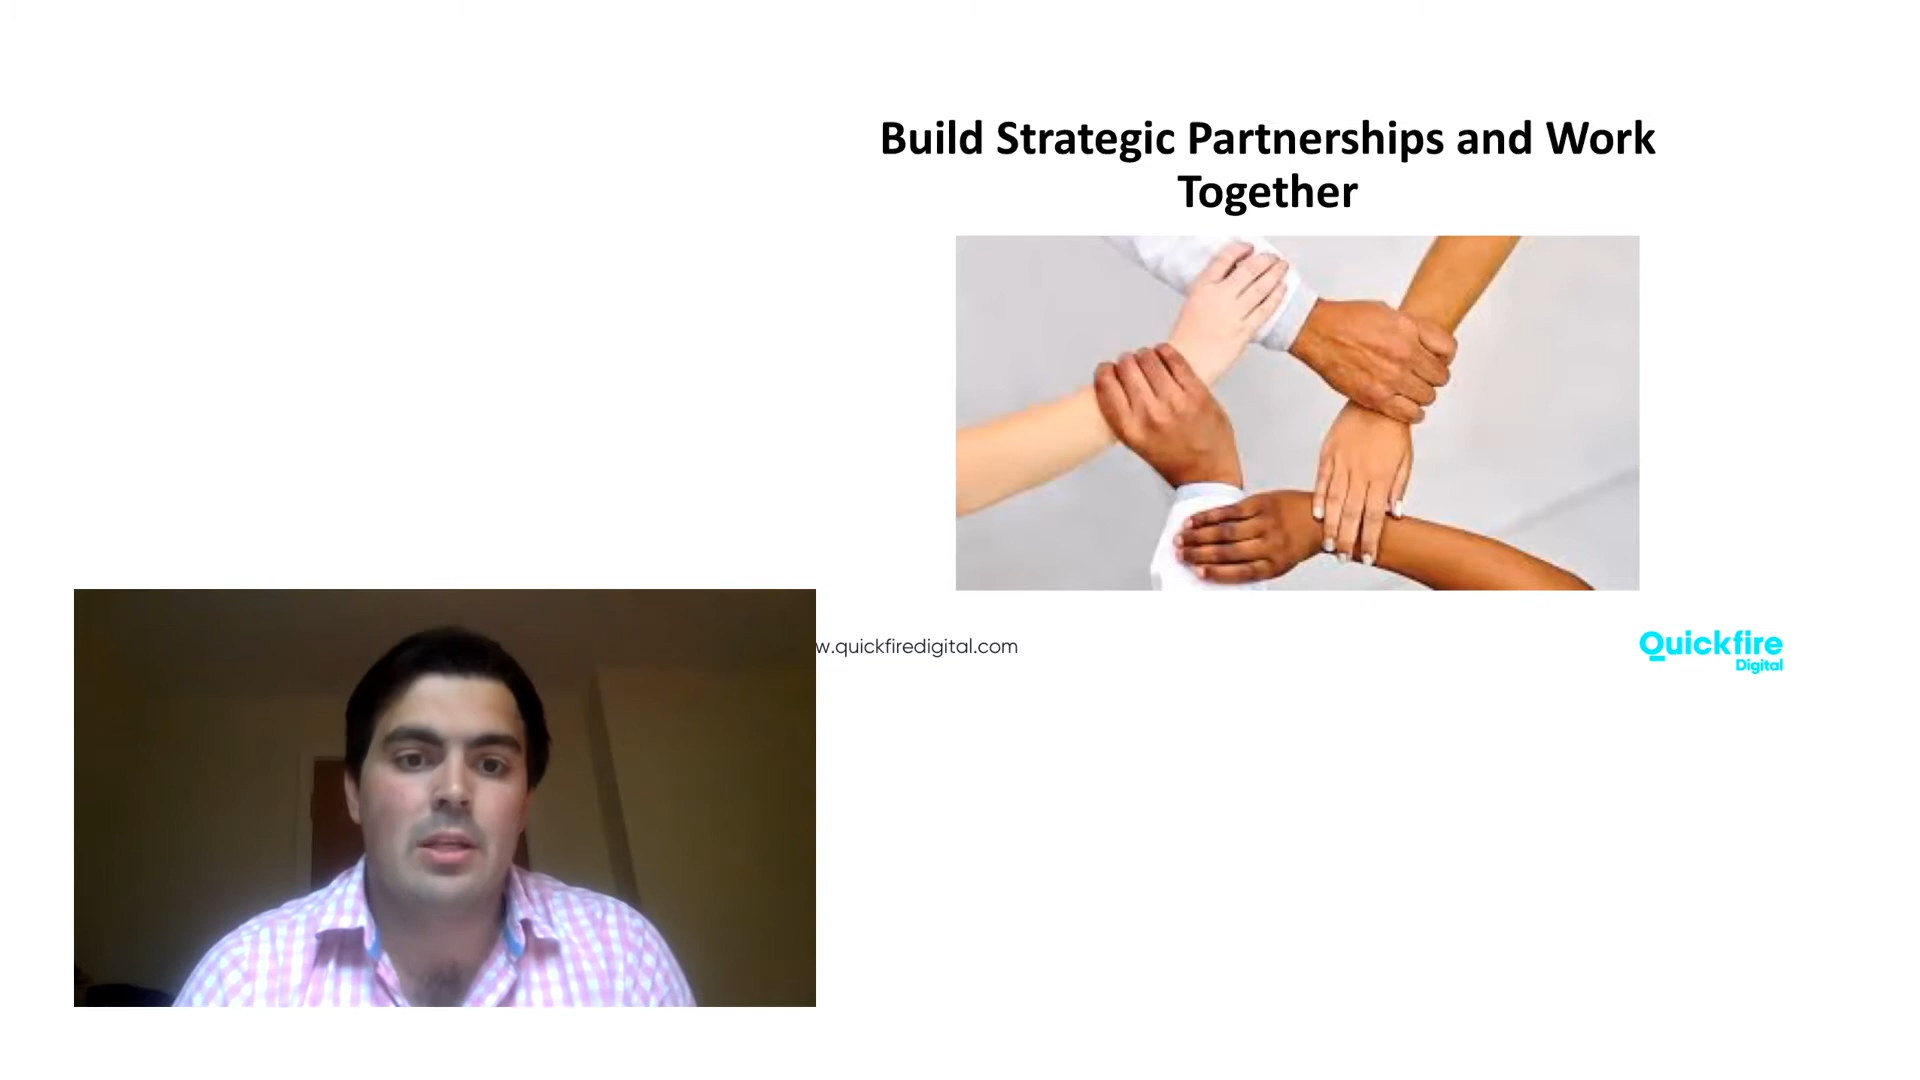 Build Strategic Partnerships and Work
Together
w.quickfiredigital.com
Quickfire
Digital